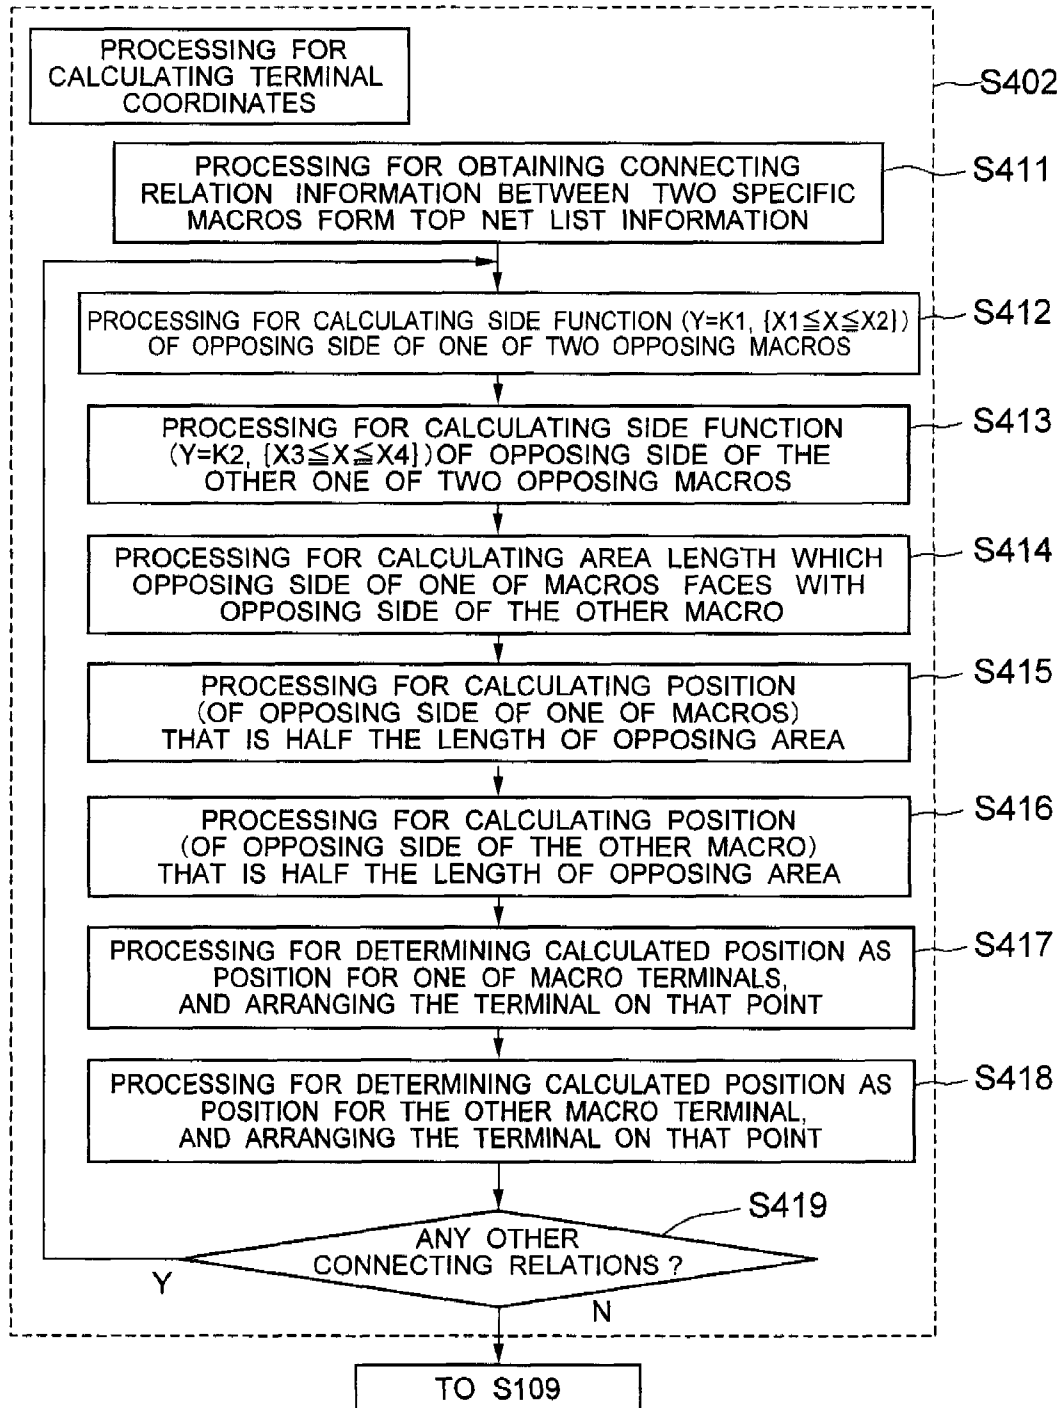 PROCESSING FOR
CALCULATING TERMINAL
COORDINATES
S402
PROCESSING FOR OBTAINING CONNECTING
RELATION INFORMATION BETWEEN TWO SPECIFIC
MACROS FORM TOP NET LIST INFORMATION
S411
PROCESSING FOR CALCULATING SIDE FUNCTION (Y=K1, {X1≦X≦X2})
OF OPPOSING SIDE OF ONE OF TWO OPPOSING MACROS
S412
PROCESSING FOR CALCULATING SIDE FUNCTION
(Y=K2, {X3≦X≦X4}) OF OPPOSING SIDE OF THE
OTHER ONE OF TWO OPPOSING MACROS
S413
PROCESSING FOR CALCULATING AREA LENGTH WHICH
OPPOSING SIDE OF ONE OF MACROS FACES WITH
OPPOSING SIDE OF THE OTHER MACRO
S414
PROCESSING FOR CALCULATING POSITION
(OF OPPOSING SIDE OF ONE OF MACROS)
THAT IS HALF THE LENGTH OF OPPOSING AREA
S415
PROCESSING FOR CALCULATING POSITION
(OF OPPOSING SIDE OF THE OTHER MACRO)
THAT IS HALF THE LENGTH OF OPPOSING AREA
S416
PROCESSING FOR DETERMINING CALCULATED POSITION AS
POSITION FOR ONE OF MACRO TERMINALS,
AND ARRANGING THE TERMINAL ON THAT POINT
S417
PROCESSING FOR DETERMINING CALCULATED POSITION AS
POSITION FOR THE OTHER MACRO TERMINAL,
AND ARRANGING THE TERMINAL ON THAT POINT
S418
S419
ANY OTHER
CONNECTING RELATIONS ?
Y
N
TO S109